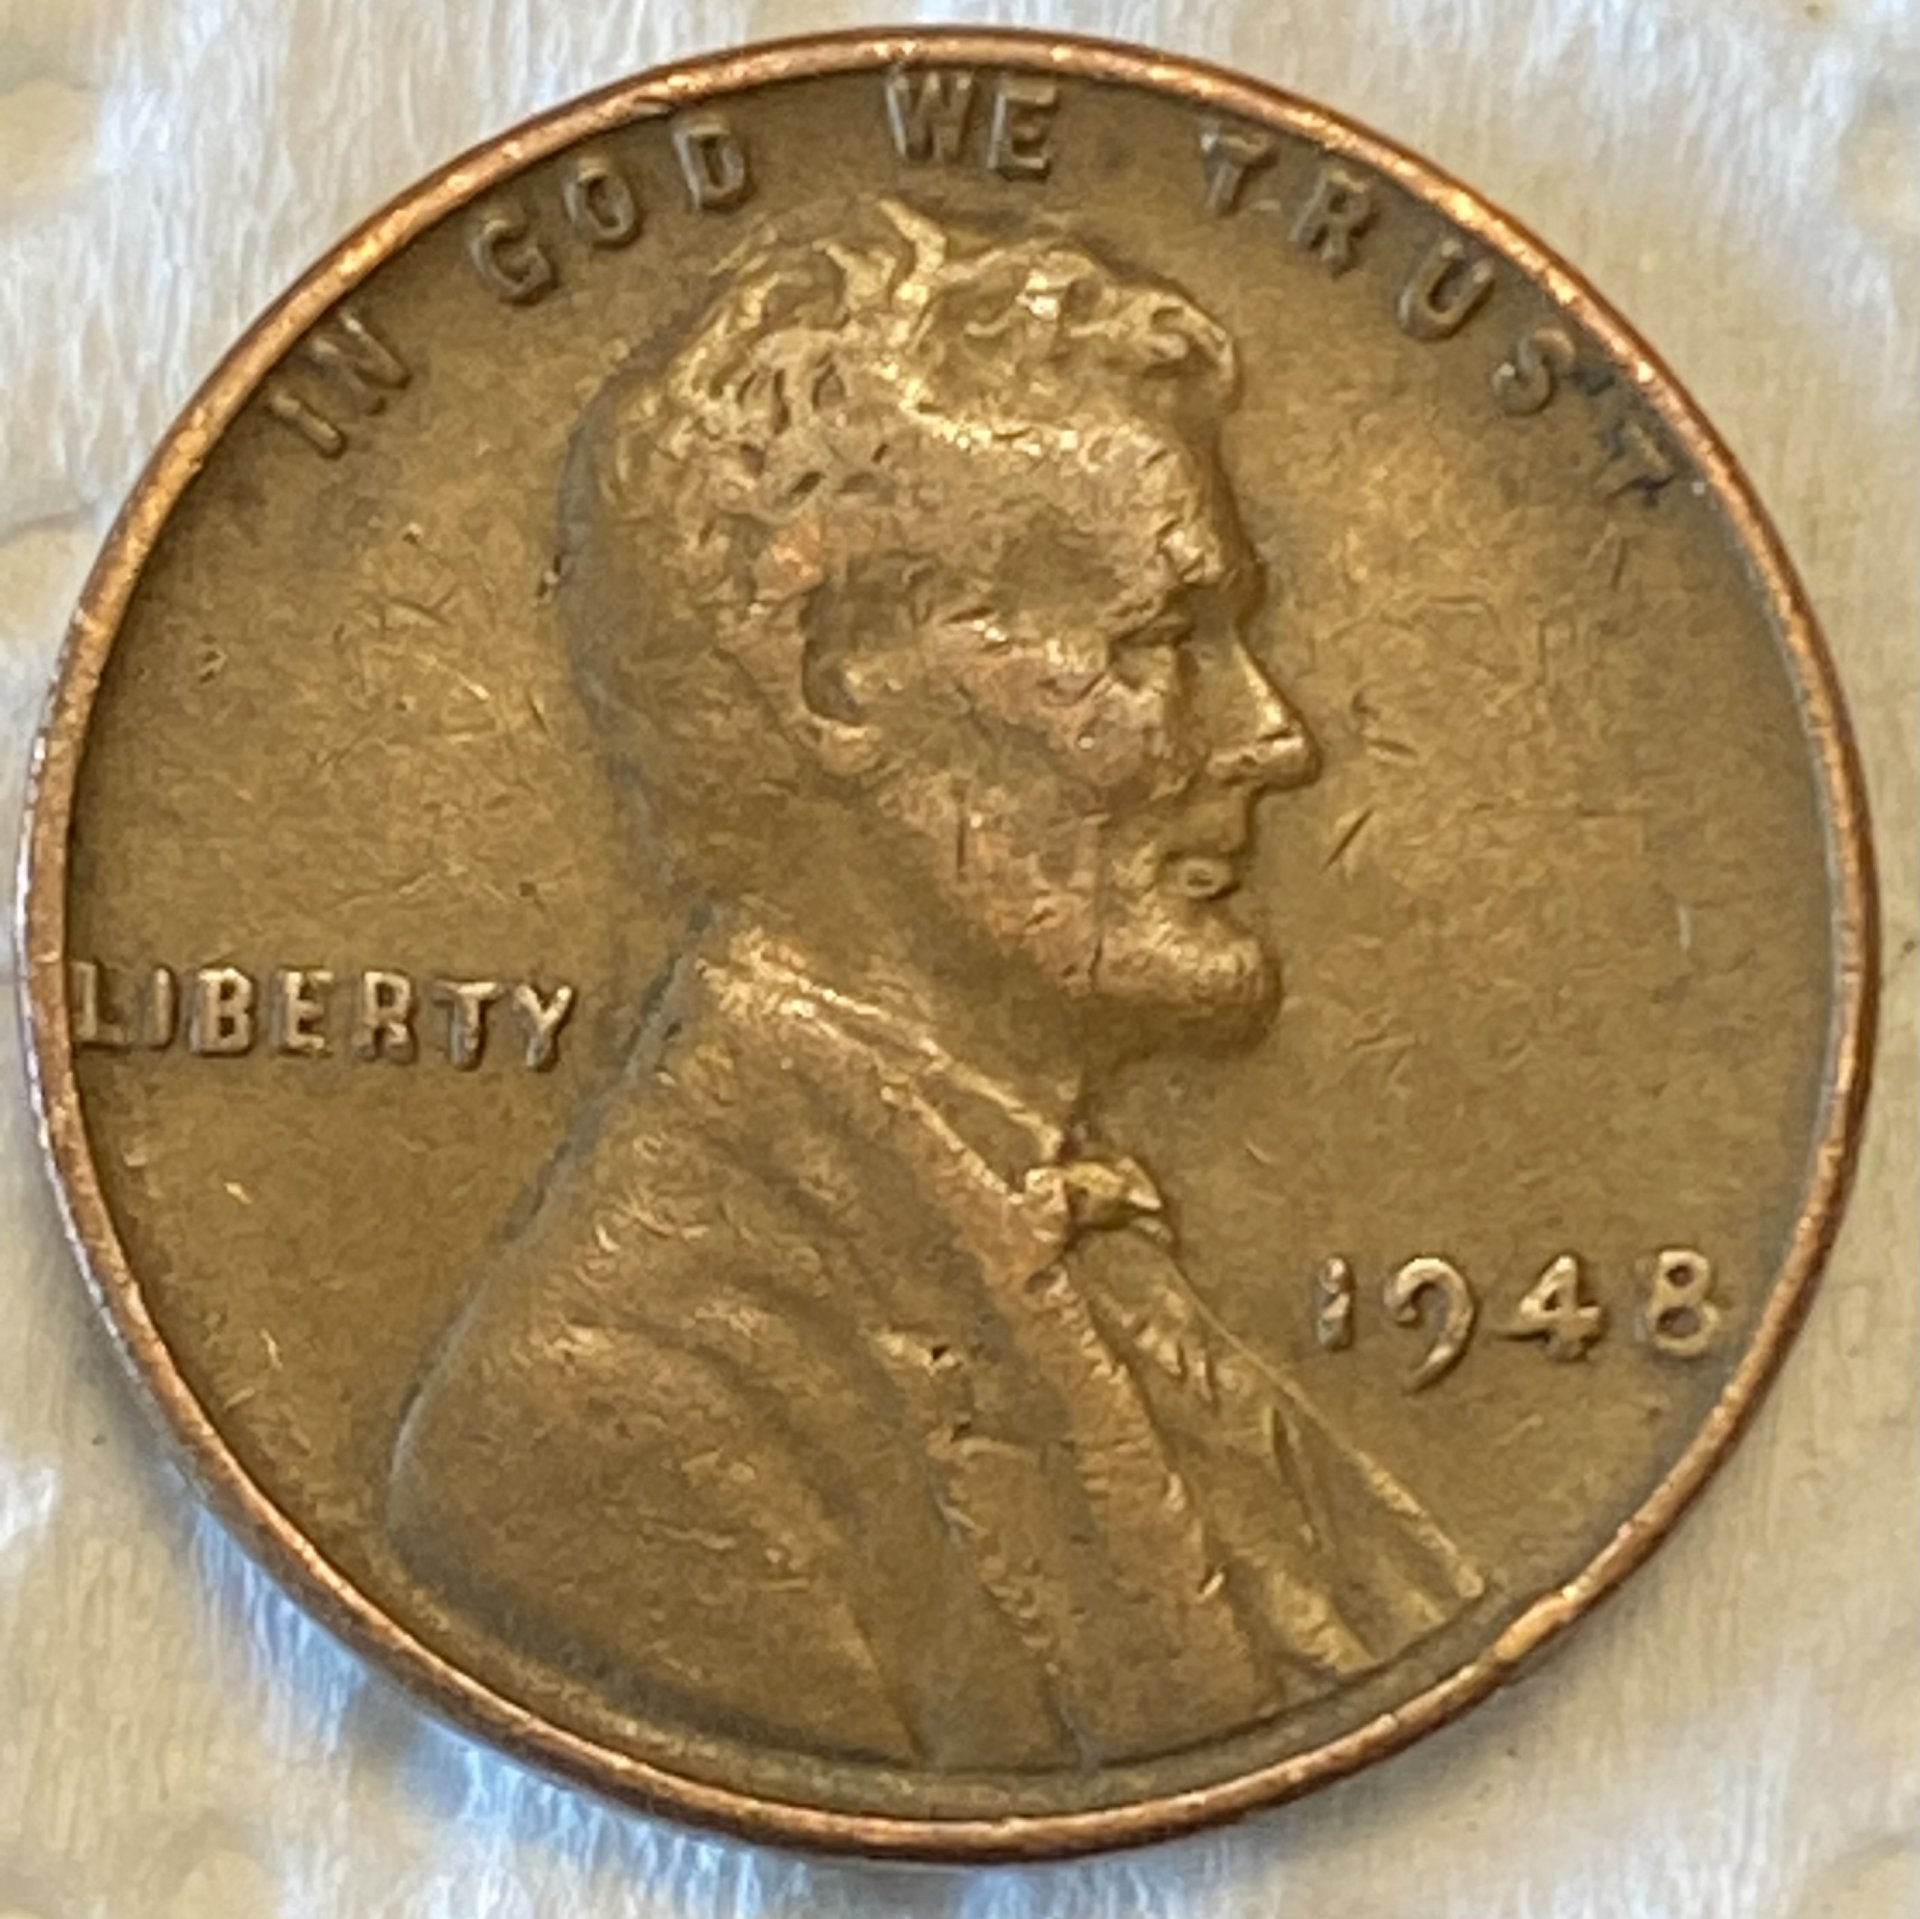 IN GOD WE TRUST
LIBERTY
1948